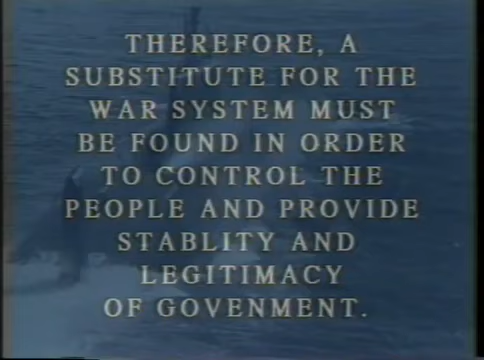 THEREFORE, A
SUBSTITUTE FOR THE
WAR SYSTEM MUST
BE FOUND IN ORDER
TO CONTROL THE
PEOPLE AND PROVIDE
STABLITY AND
LEGITIMACY
OF GOVENMENT.